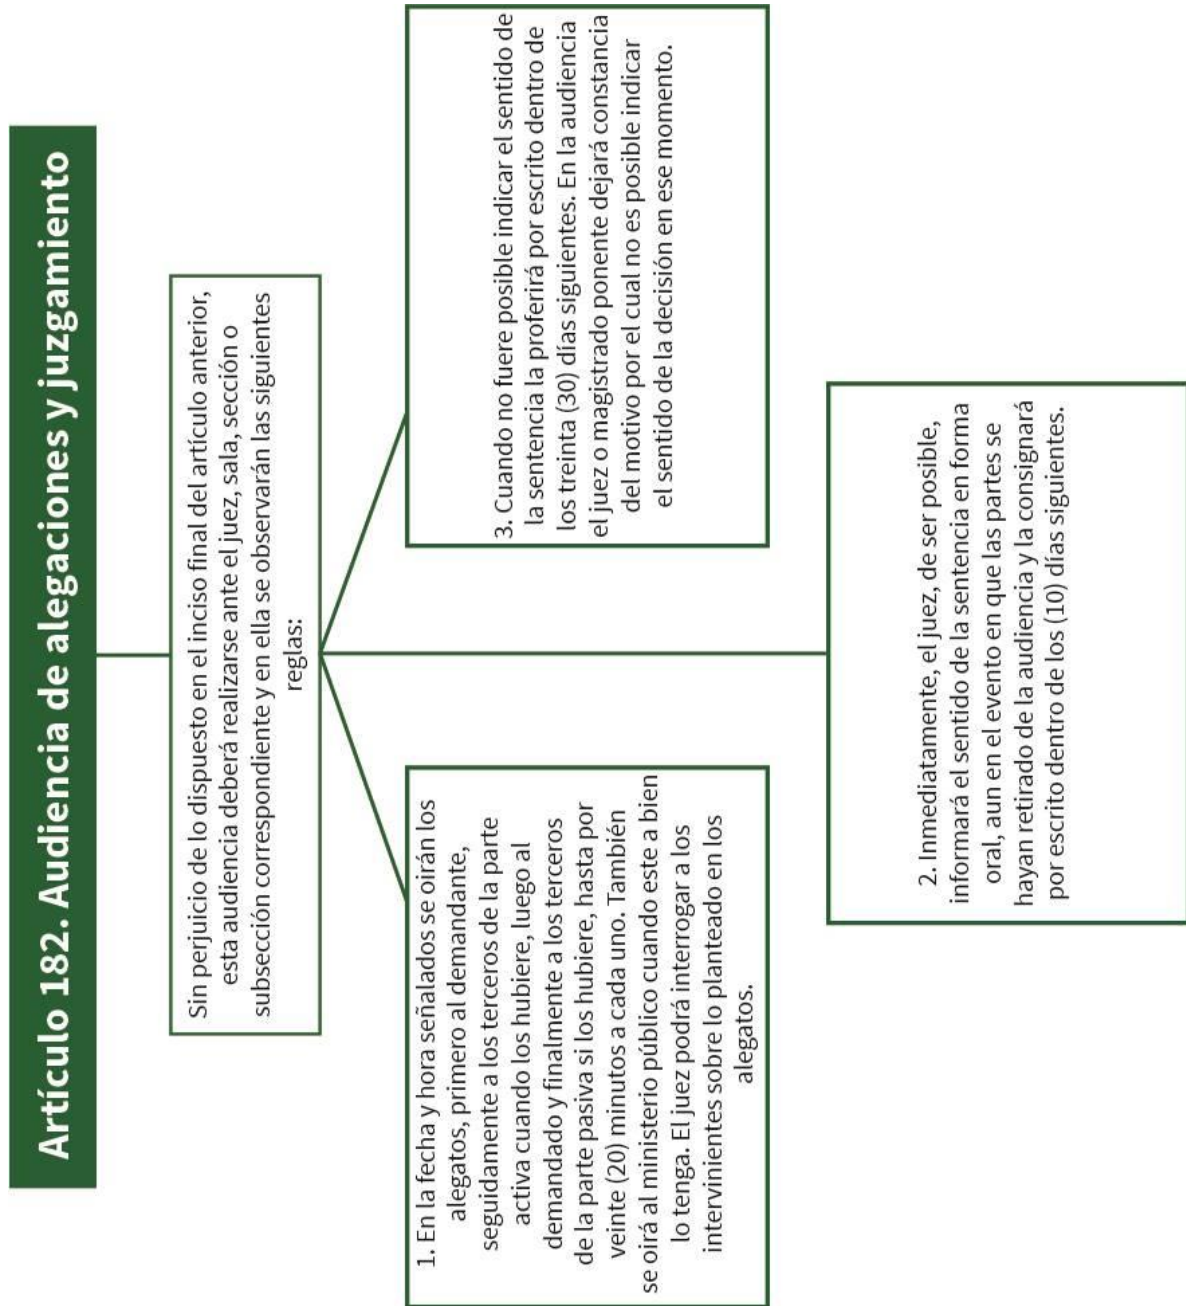 Artículo 182. Audiencia de alegaciones y juzgamiento
Sin perjuicio de lo dispuesto en el inciso final del artículo anterior,
esta audiencia deberá realizarse ante el juez, sala, sección o
subsección correspondiente y en ella se observarán las siguientes
reglas:
1. En la fecha y hora señalados se oirán los
alegatos, primero al demandante,
seguidamente a los terceros de la parte
activa cuando los hubiere, luego al
demandado y finalmente a los terceros
de la parte pasiva si los hubiere, hasta por
veinte (20) minutos a cada uno. También
se oirá al ministerio público cuando este a bien
lo tenga. El juez podrá interrogar a los
intervinientes sobre lo planteado en los
alegatos.
2. Inmediatamente, el juez, de ser posible,
informará el sentido de la sentencia en forma
oral, aun en el evento en que las partes se
hayan retirado de la audiencia y la consignará
por escrito dentro de los (10) días siguientes.
3. Cuando no fuere posible indicar el sentido de
la sentencia la proferirá por escrito dentro de
los treinta (30) días siguientes. En la audiencia
el juez o magistrado ponente dejará constancia
del motivo por el cual no es posible indicar
el sentido de la decisión en ese momento.